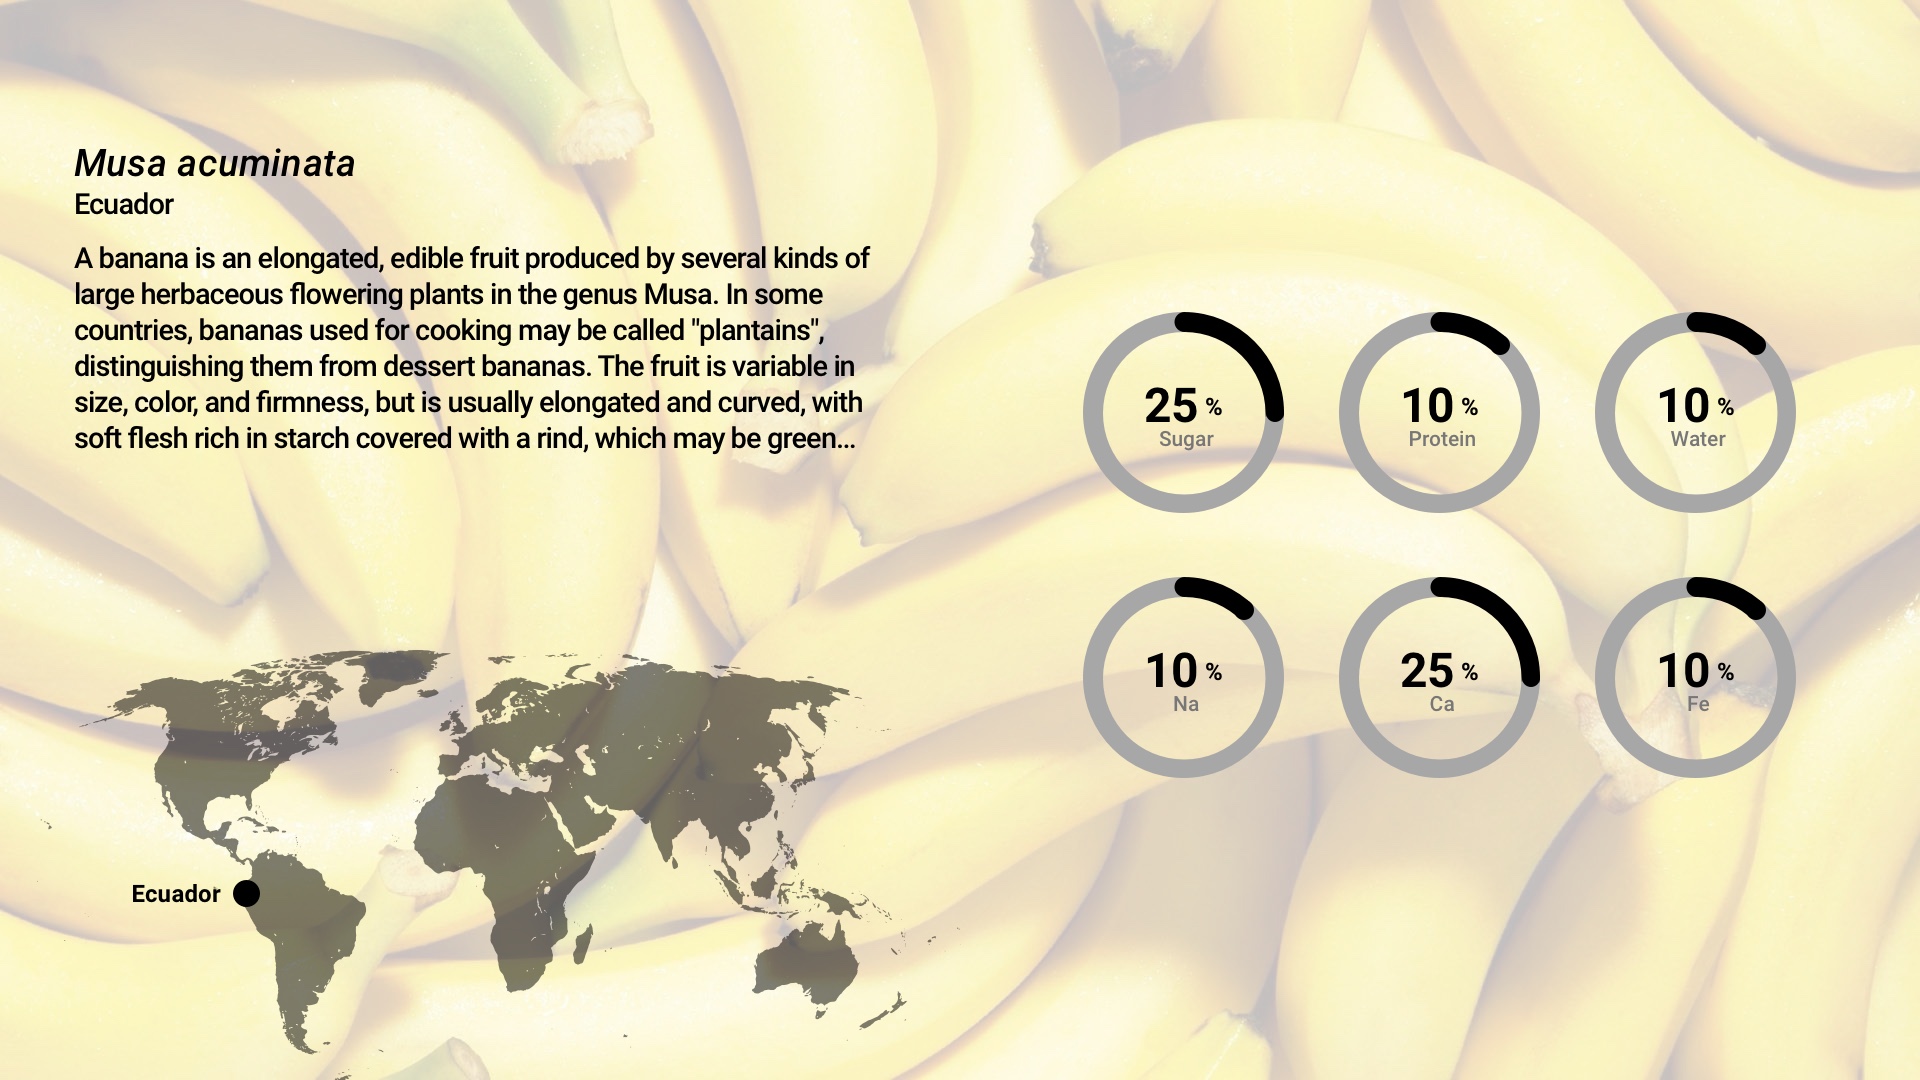 Musa acuminata
Ecuador
A banana is an elongated, edible fruit produced by several kinds of
large herbaceous flowering plants in the genus Musa. In some
countries, bananas used for cooking may be called "plantains",
distinguishing them from dessert bananas. The fruit is variable in
size, color, and firmness, but is usually elongated and curved, with
soft flesh rich in starch covered with a rind, which may be green...
25 %
Sugar
10 %
Protein
10 %
Water
10 %
Na
25 %
Ca
10 %
Fe
Ecuador